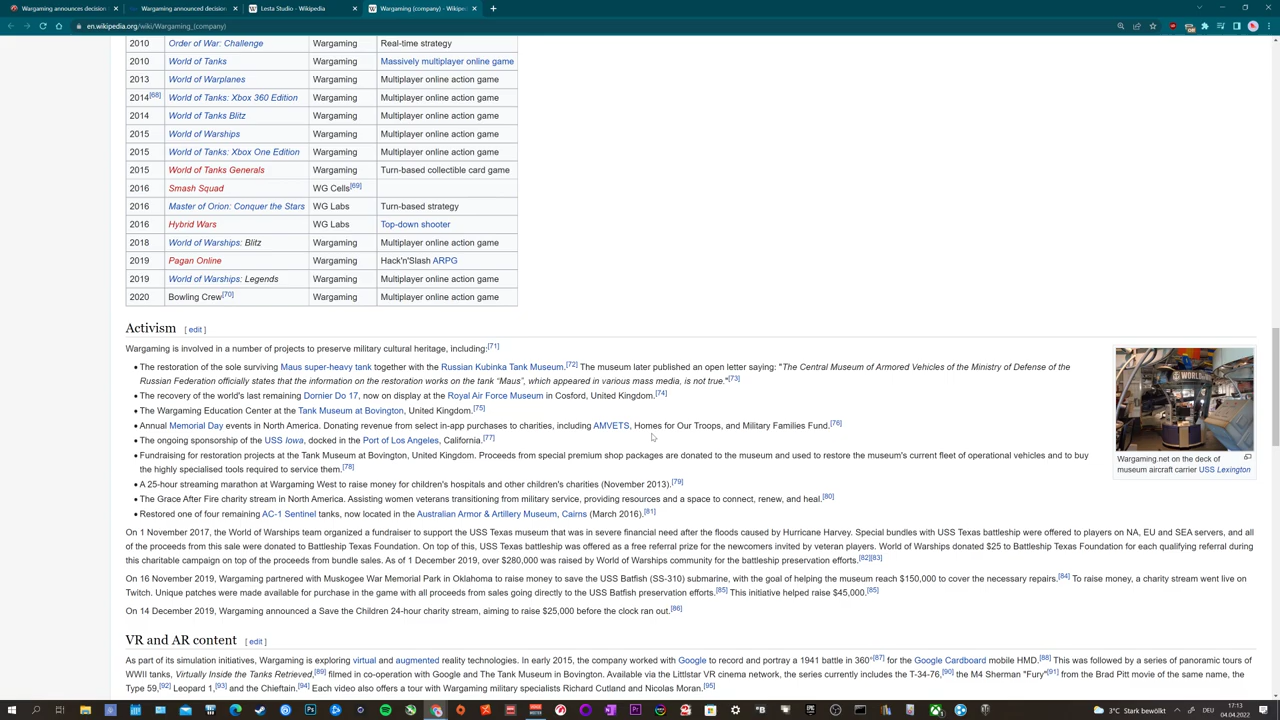 Wargaming announces decision
Wargaming announced decision
Lesta Studio - Wikipedia
Wargaming (company) - Wikipe
en.wikipedia.org/wiki/Wargaming_(company)
2010 Order of War: Challenge Wargaming Real-time strategy
2010 World of Tanks Wargaming Massively multiplayer online game
2013 World of Warplanes Wargaming Multiplayer online action game
2014[68] World of Tanks: Xbox 360 Edition Wargaming Multiplayer online action game
2014 World of Tanks Blitz Wargaming Multiplayer online action game
2015 World of Warships Wargaming Multiplayer online action game
2015 World of Tanks: Xbox One Edition Wargaming Multiplayer online action game
2015 World of Tanks Generals Wargaming Turn-based collectible card game
2016 Smash Squad WG Cells[69]
2016 Master of Orion: Conquer the Stars WG Labs Turn-based strategy
2016 Hybrid Wars WG Labs Top-down shooter
2018 World of Warships: Blitz Wargaming Multiplayer online action game
2019 Pagan Online Wargaming Hack'n'Slash ARPG
2019 World of Warships: Legends Wargaming Multiplayer online action game
2020 Bowling Crew[70] Wargaming Multiplayer online action game
Activism [ edit ]
Wargaming is involved in a number of projects to preserve military cultural heritage, including:[71]
• The restoration of the sole surviving Maus super-heavy tank together with the Russian Kubinka Tank Museum.[72] The museum later published an open letter saying: "The Central Museum of Armored Vehicles of the Ministry of Defense of the
Russian Federation officially states that the information on the restoration works on the tank "Maus", which appeared in various mass media, is not true."[73]
• The recovery of the world's last remaining Dornier Do 17, now on display at the Royal Air Force Museum in Cosford, United Kingdom.[74]
• The Wargaming Education Center at the Tank Museum at Bovington, United Kingdom.[75]
• Annual Memorial Day events in North America. Donating revenue from select in-app purchases to charities, including AMVETS, Homes for Our Troops, and Military Families Fund.[76]
• The ongoing sponsorship of the USS Iowa, docked in the Port of Los Angeles, California.[77]
• Fundraising for restoration projects at the Tank Museum at Bovington, United Kingdom. Proceeds from special premium shop packages are donated to the museum and used to restore the museum's current fleet of operational vehicles and to buy
the highly specialised tools required to service them.[78]
• A 25-hour streaming marathon at Wargaming West to raise money for children's hospitals and other children's charities (November 2013).[79]
• The Grace After Fire charity stream in North America. Assisting women veterans transitioning from military service, providing resources and a space to connect, renew, and heal.[80]
• Restored one of four remaining AC-1 Sentinel tanks, now located in the Australian Armor & Artillery Museum, Cairns (March 2016).[81]
Wargaming.net on the deck of
museum aircraft carrier USS Lexington
On 1 November 2017, the World of Warships team organized a fundraiser to support the USS Texas museum that was in severe financial need after the floods caused by Hurricane Harvey. Special bundles with USS Texas battleship were offered to players on NA, EU and SEA servers, and all
of the proceeds from this sale were donated to Battleship Texas Foundation. On top of this, USS Texas battleship was offered as a free referral prize for the newcomers invited by veteran players. World of Warships donated $25 to Battleship Texas Foundation for each qualifying referral during
this charitable campaign on top of the proceeds from bundle sales. As of 1 December 2019, over $280,000 was raised by World of Warships community for the battleship preservation efforts.[82][83]
On 16 November 2019, Wargaming partnered with Muskogee War Memorial Park in Oklahoma to raise money to save the USS Batfish (SS-310) submarine, with the goal of helping the museum reach $150,000 to cover the necessary repairs.[84] To raise money, a charity stream went live on
Twitch. Unique patches were made available for purchase in the game with all proceeds from sales going directly to the USS Batfish preservation efforts.[85] This initiative helped raise $45,000.[85]
On 14 December 2019, Wargaming announced a Save the Children 24-hour charity stream, aiming to raise $25,000 before the clock ran out.[86]
VR and AR content [ edit ]
As part of its simulation initiatives, Wargaming is exploring virtual and augmented reality technologies. In early 2015, the company worked with Google to record and portray a 1941 battle in 360°[87] for the Google Cardboard mobile HMD.[88] This was followed by a series of panoramic tours of
WWII tanks, Virtually Inside the Tanks Retrieved,[89] filmed in co-operation with Google and The Tank Museum in Bovington. Available via the Littlstar VR cinema network, the series currently includes the T-34-76,[90] the M4 Sherman "Fury"[91] from the Brad Pitt movie of the same name, the
Type 59,[92] Leopard 1,[93] and the Chieftain.[94] Each video also offers a tour with Wargaming military specialists Richard Cutland and Nicolas Moran.[95]
3°C Stark bewölkt
DEU
17:13
04.04.2022